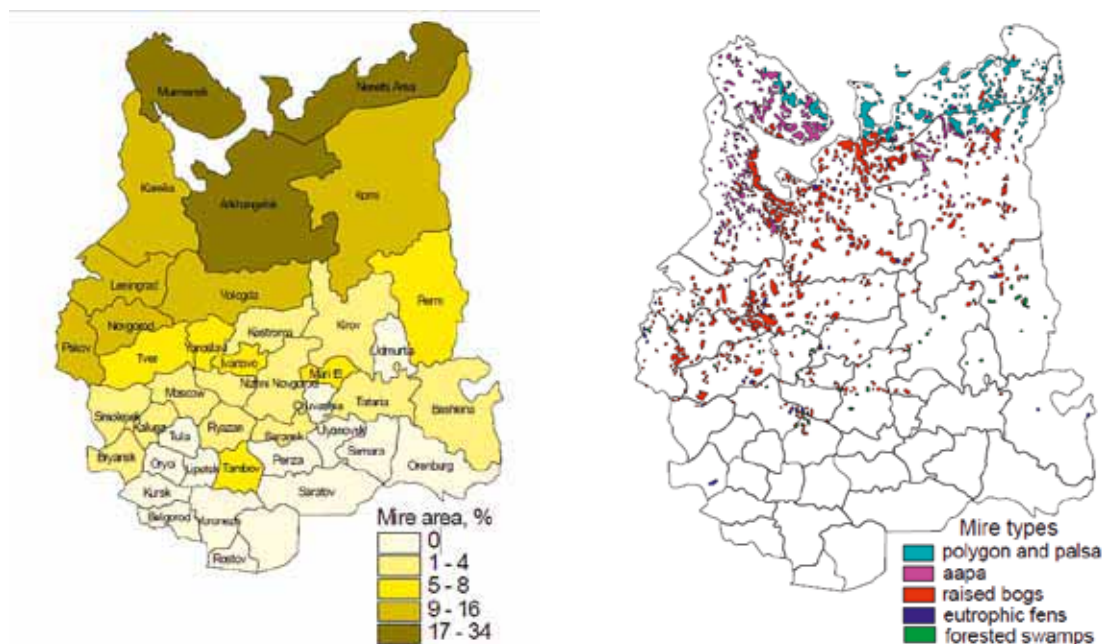 Murmansk
Nenets Area
Karelia
Arkhangelsk
Komi
Leningrad
Vologda
Perm
Novgorod
Kostroma
Kirov
Pskov
Tver
Yaroslavl
Udmurtia
Ivanovo
Mari El
Moscow
Nizhni Novgorod
Tataria
Chuvashia
Bashkiria
Smolensk
Kaluga
Ryazan
Tula
Saransk
Ulyanovsk
Samara
Bryansk
Oryol
Lipetsk
Tambov
Penza
Orenburg
Kursk
Saratov
Belgorod
Voronezh
Rostov
Mire area, %
0
1 - 4
5 - 8
9 - 16
17 - 34
Mire types
polygon and palsa
aapa
raised bogs
eutrophic fens
forested swamps